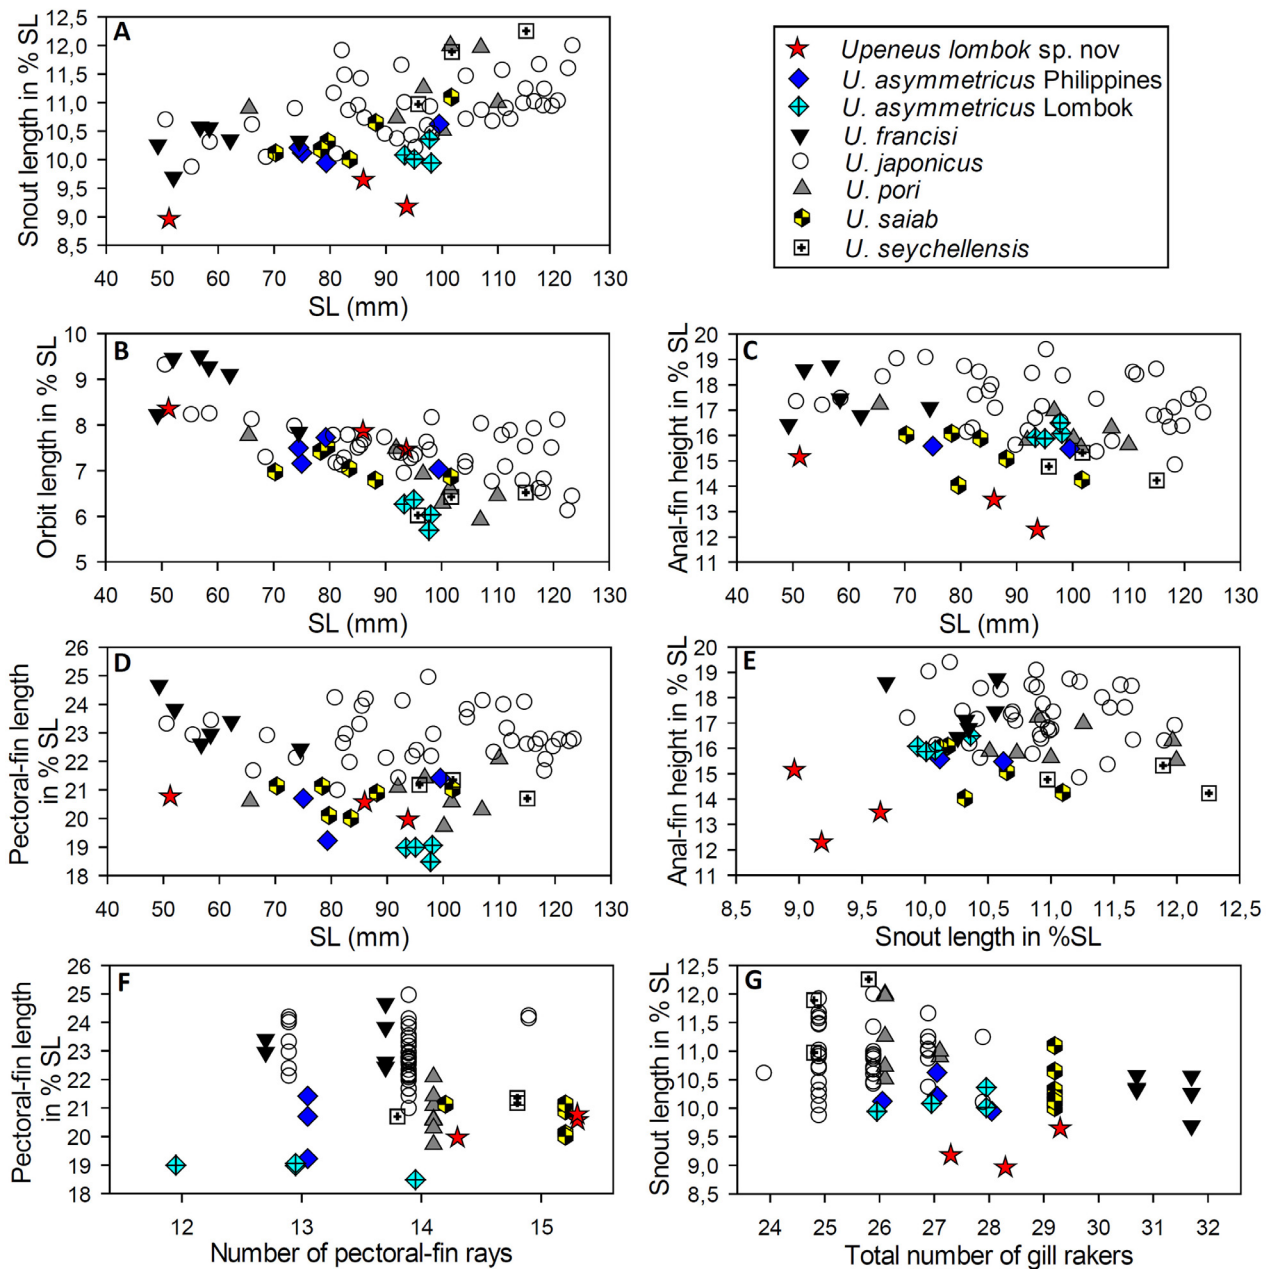 A
Snout length in % SL
12,5
12,0
11,5
11,0
10,5
10,0
9,5
9,0
8,5
40 50 60 70 80 90 100 110 120 130
SL (mm)
Upeneus lombok sp. nov
U. asymmetricus Philippines
U. asymmetricus Lombok
U. francisi
U. japonicus
U. pori
U. saiab
U. seychellensis
B
Orbit length in % SL
10
9
8
7
6
5
40 50 60 70 80 90 100 110 120 130
SL (mm)
C
Anal-fin height in % SL
20
19
18
17
16
15
14
13
12
11
40 50 60 70 80 90 100 110 120 130
SL (mm)
D
Pectoral-fin length
in % SL
26
25
24
23
22
21
20
19
18
40 50 60 70 80 90 100 110 120 130
SL (mm)
E
Anal-fin height in % SL
20
19
18
17
16
15
14
13
12
11
8,5 9,0 9,5 10,0 10,5 11,0 11,5 12,0 12,5
Snout length in %SL
F
Pectoral-fin length
in % SL
26
25
24
23
22
21
20
19
18
12 13 14 15
Number of pectoral-fin rays
G
Snout length in % SL
12,5
12,0
11,5
11,0
10,5
10,0
9,5
9,0
8,5
24 25 26 27 28 29 30 31 32
Total number of gill rakers